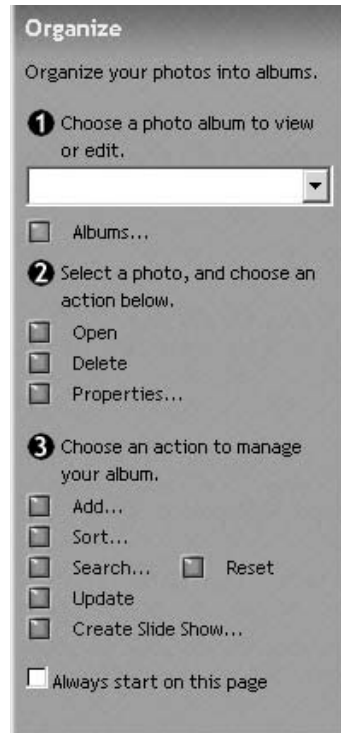 Organize
Organize your photos into albums.
1 Choose a photo album to view
or edit.
Albums...
2 Select a photo, and choose an
action below.
Open
Delete
Properties...
3 Choose an action to manage
your album.
Add...
Sort...
Search... Reset
Update
Create Slide Show...
Always start on this page